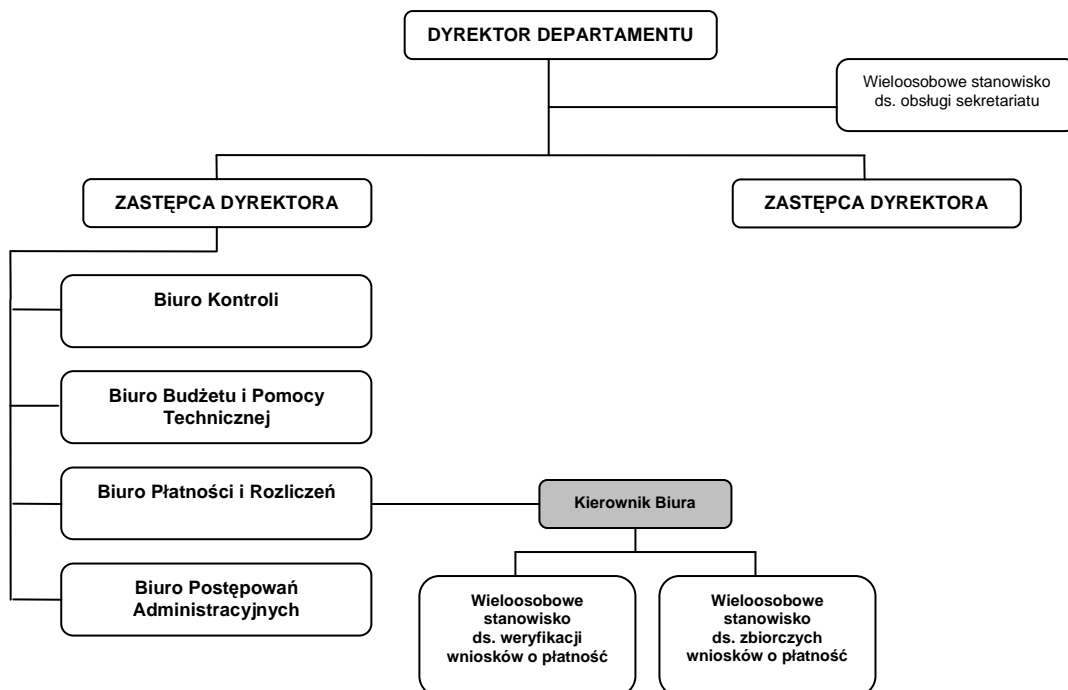 DYREKTOR DEPARTAMENTU
Wieloosobowe stanowisko
ds. obsługi sekretariatu
ZASTĘPCA DYREKTORA
ZASTĘPCA DYREKTORA
Biuro Kontroli
Biuro Budżetu i Pomocy
Technicznej
Biuro Płatności i Rozliczeń
Kierownik Biura
Biuro Postępowań
Administracyjnych
Wieloosobowe
stanowisko
ds. weryfikacji
wniosków o płatność
Wieloosobowe
stanowisko
ds. zbiorczych
wniosków o płatność